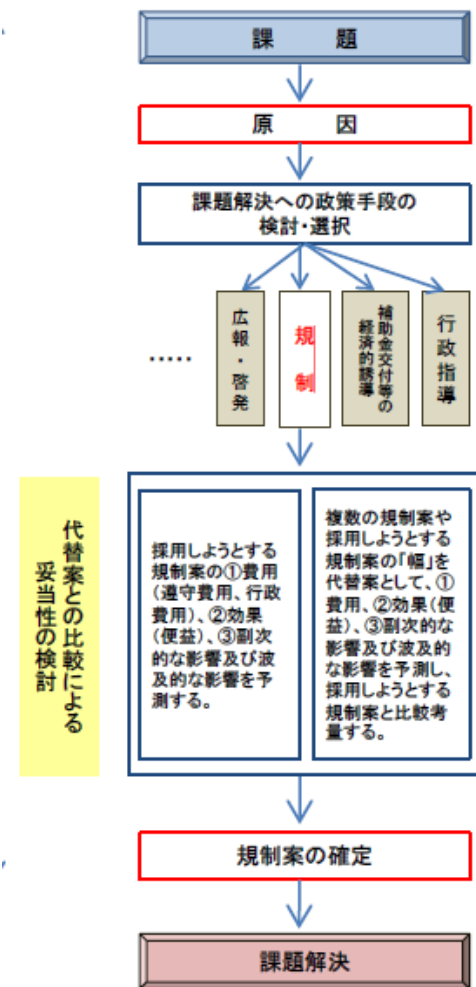 課　題
原　因
課題解決への政策手段の
検討・選択
.....
広報・啓発
規制
補助金交付等の
経済的誘導
行政指導
代替案との比較による
妥当性の検討
採用しようとする
規制案の①費用
(遵守費用、行政
費用)、②効果
(便益)、③副次
的な影響及び波
及的な影響を予
測する。
複数の規制案や
採用しようとする
規制案の「幅」を
代替案として、①
費用、②効果(便
益)、③副次的な
影響及び波及的
な影響を予測し、
採用しようとする
規制案と比較考
量する。
規制案の確定
課題解決